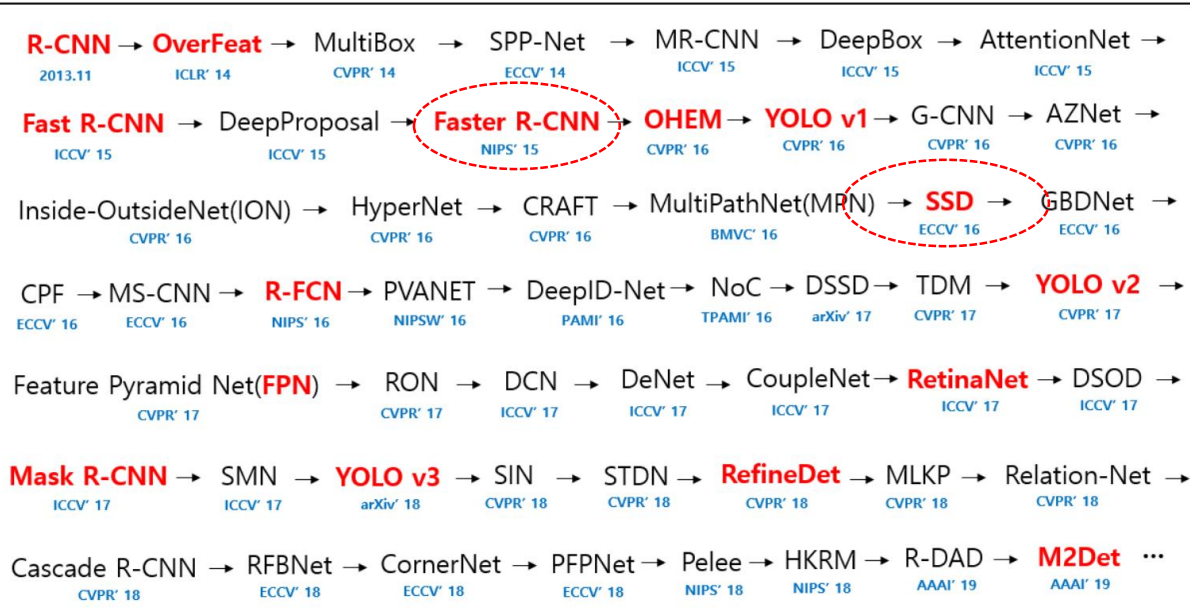 R-CNN → OverFeat → MultiBox → SPP-Net → MR-CNN → DeepBox → AttentionNet →
2013.11 ICLR' 14 CVPR' 14 ECCV' 14 ICCV' 15 ICCV' 15 ICCV' 15
Fast R-CNN → DeepProposal → Faster R-CNN → OHEM → YOLO v1 → G-CNN → AZNet →
ICCV' 15 ICCV' 15 NIPS' 15 CVPR' 16 CVPR' 16 CVPR' 16 CVPR' 16
Inside-OutsideNet(ION) → HyperNet → CRAFT → MultiPathNet(MPN) → SSD → GBDNet →
CVPR' 16 CVPR' 16 CVPR' 16 BMVC' 16 ECCV' 16 ECCV' 16
CPF → MS-CNN → R-FCN → PVANET → DeepID-Net → NoC → DSSD → TDM → YOLO v2 →
ECCV' 16 ECCV' 16 NIPS' 16 NIPSW' 16 PAMI' 16 TPAMI' 16 arXiv' 17 CVPR' 17 CVPR' 17
Feature Pyramid Net(FPN) → RON → DCN → DeNet → CoupleNet → RetinaNet → DSOD →
CVPR' 17 CVPR' 17 ICCV' 17 ICCV' 17 ICCV' 17 ICCV' 17 ICCV' 17
Mask R-CNN → SMN → YOLO v3 → SIN → STDN → RefineDet → MLKP → Relation-Net →
ICCV' 17 ICCV' 17 arXiv' 18 CVPR' 18 CVPR' 18 CVPR' 18 CVPR' 18 CVPR' 18
Cascade R-CNN → RFBNet → CornerNet → PFPNet → Pelee → HKRM → R-DAD → M2Det ···
CVPR' 18 ECCV' 18 ECCV' 18 ECCV' 18 NIPS' 18 NIPS' 18 AAAI' 19 AAAI' 19